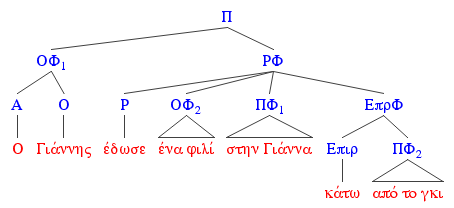 Π
ΟΦ1 ΡΦ
Α Ο Ρ ΟΦ2 ΠΦ1 ΕπρΦ
Ο Γιάννης έδωσε ένα φιλί στην Γιάννα Επιρ ΠΦ2
κάτω από το γκι